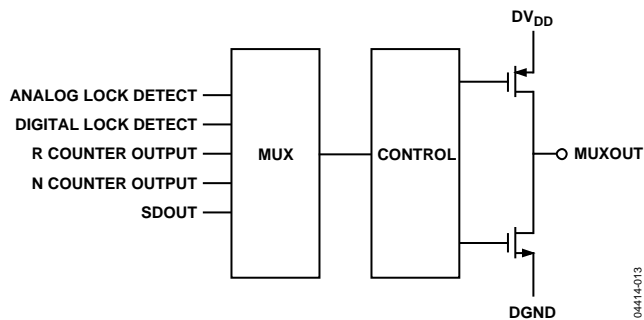 DVDD
ANALOG LOCK DETECT
DIGITAL LOCK DETECT
R COUNTER OUTPUT
N COUNTER OUTPUT
SDOUT
MUX
CONTROL
MUXOUT
DGND
04414-013